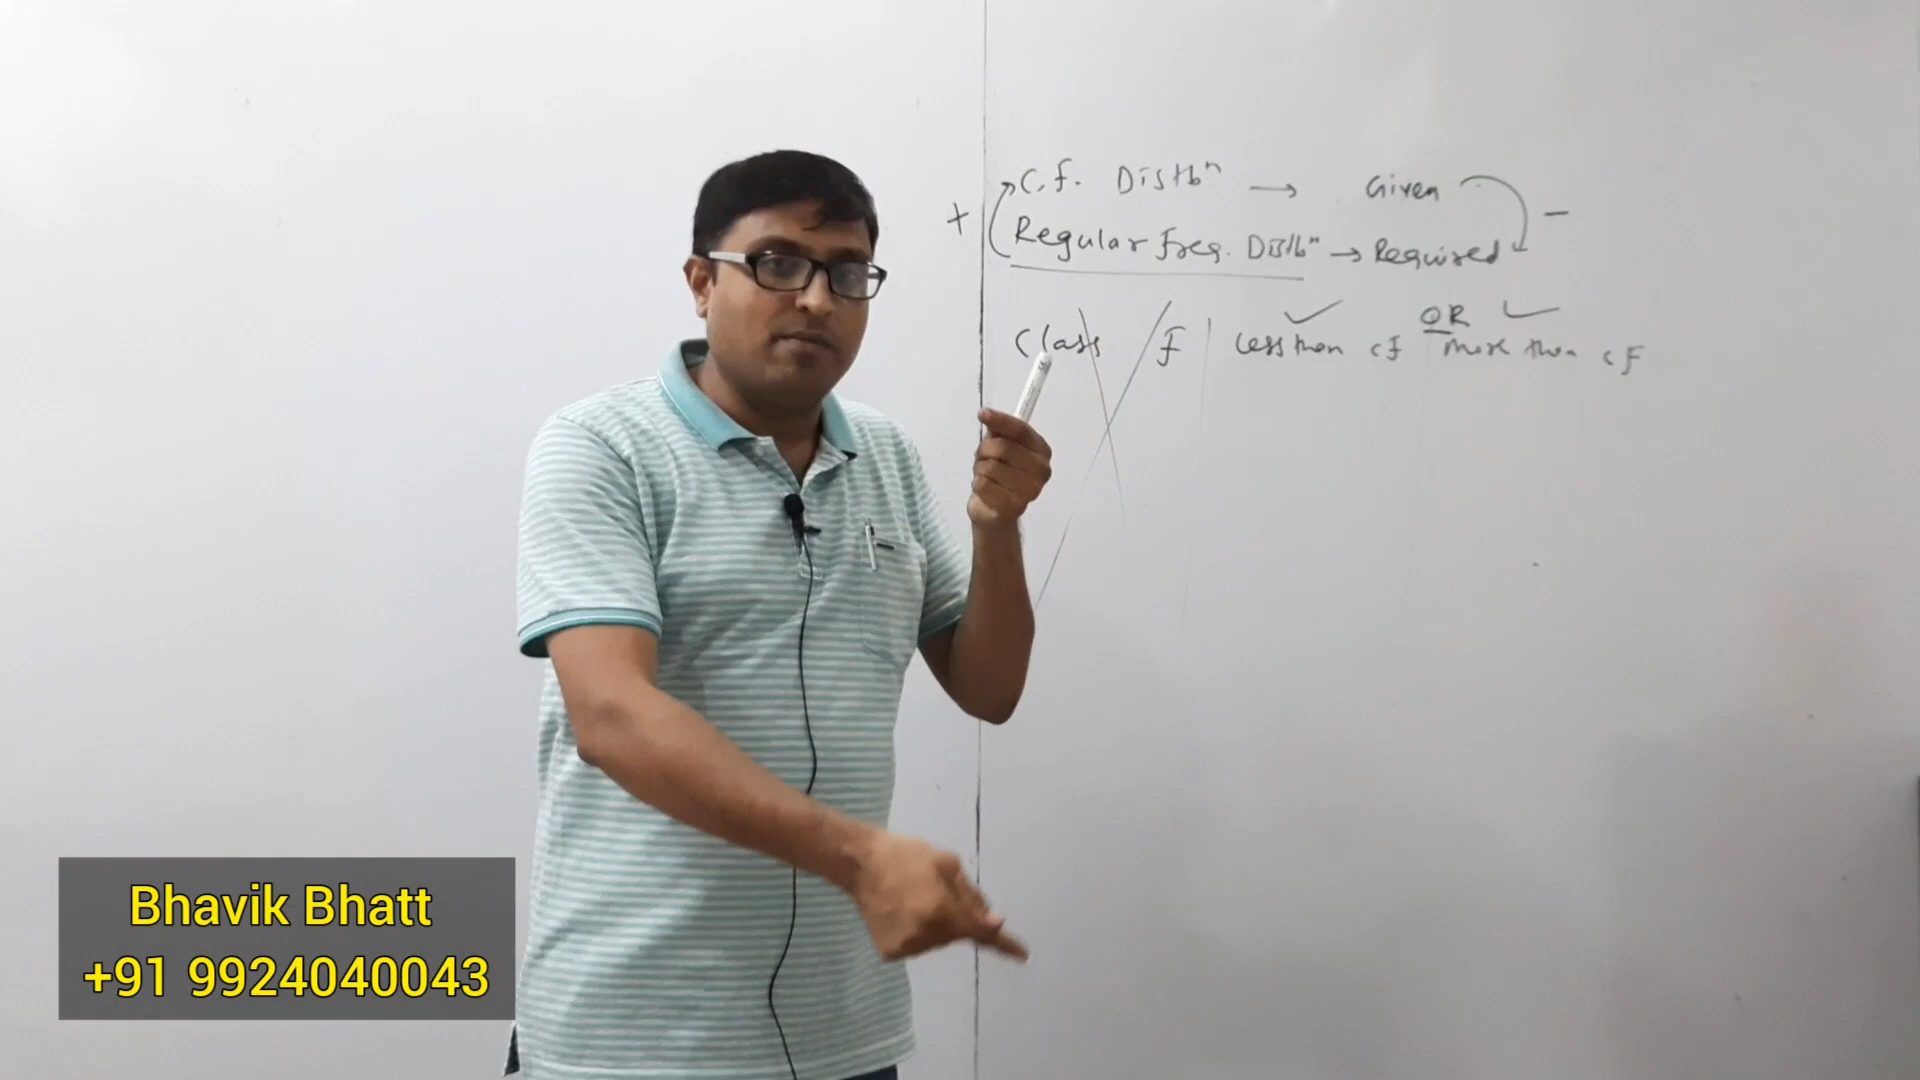 C.f. Distbⁿ → Given
+ −
Regular Freq. Distbⁿ → Required
Class f Less than cf OR more than cf
Bhavik Bhatt
+91 9924040043